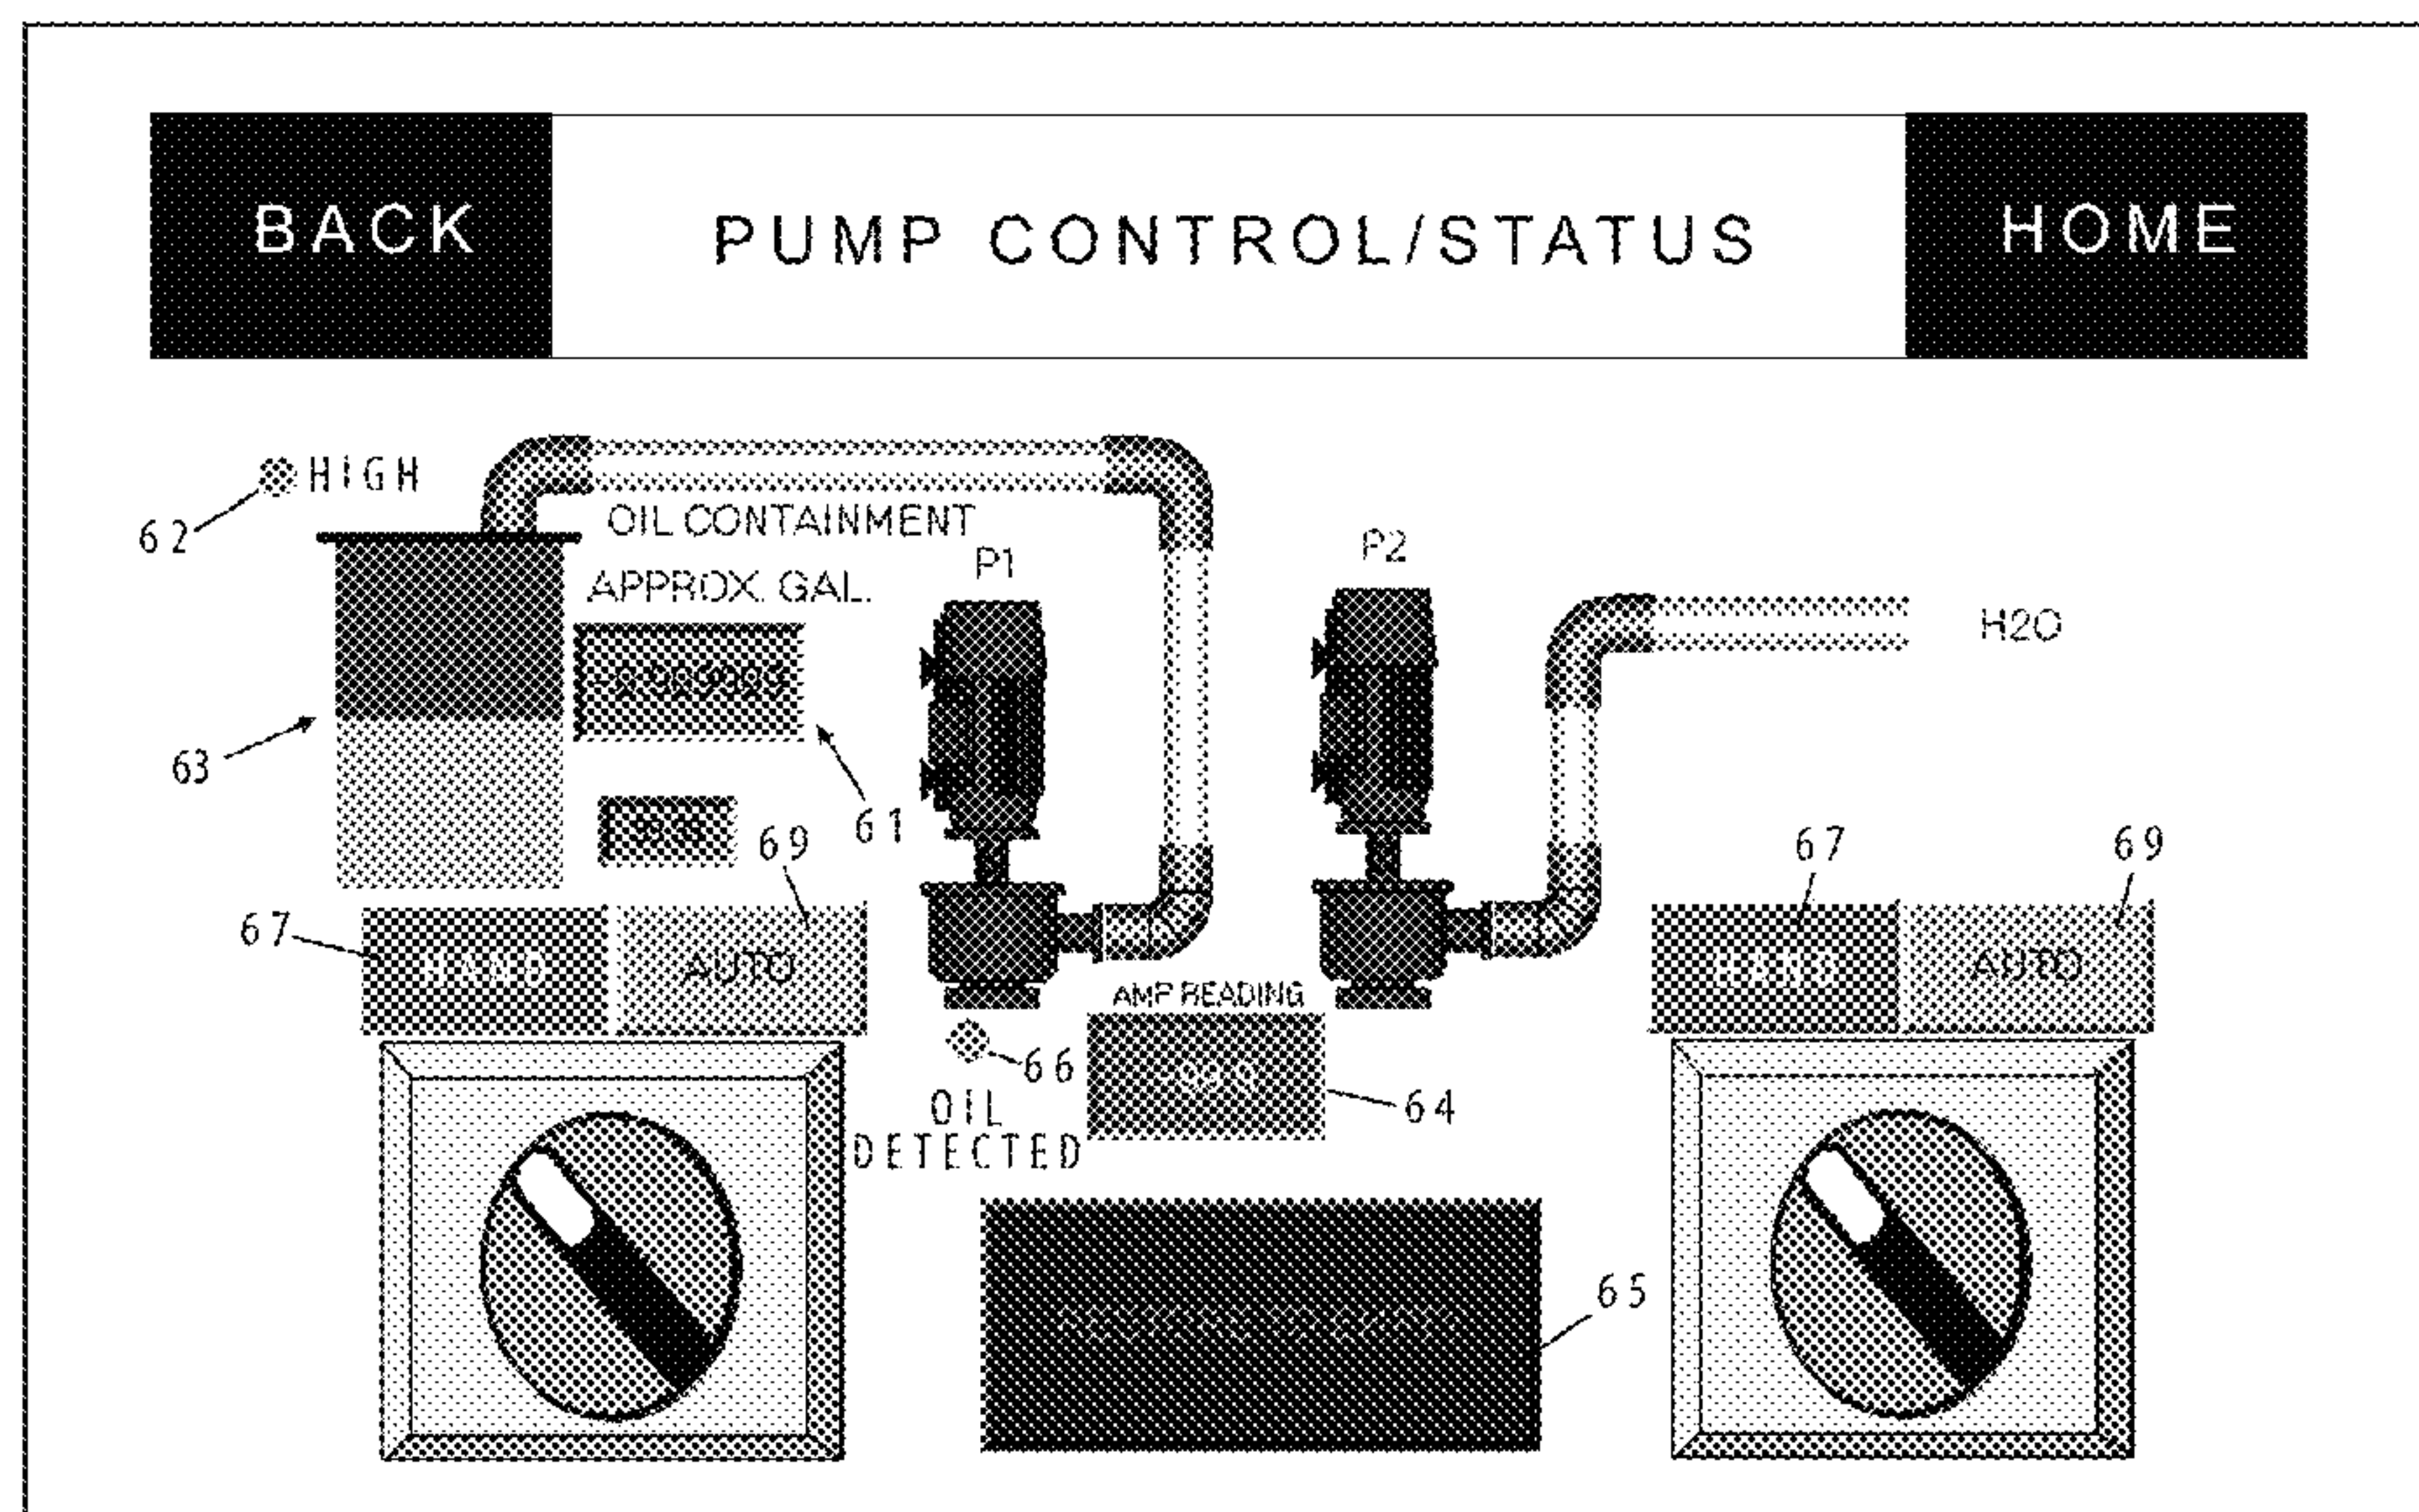 BACK
PUMP CONTROL/STATUS
HOME
HIGH
62
OIL CONTAINMENT
P1
P2
APPROX. GAL.
H2O
63
61
69
67
69
67
HAND
AUTO
HAND
AUTO
AMP READING
66
64
OIL
DETECTED
65